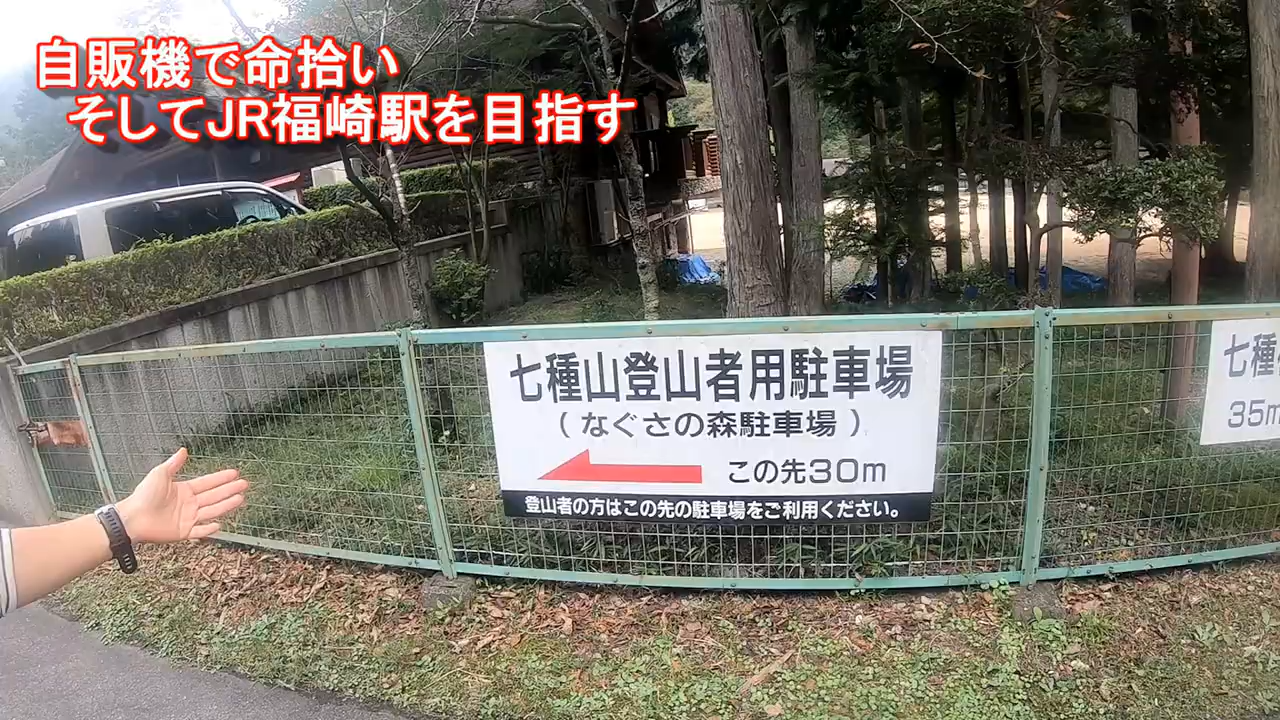 自販機で命拾い
そしてJR福崎駅を目指す
七種山登山者用駐車場
（なぐさの森駐車場）
この先30m
登山者の方はこの先の駐車場をご利用ください。
七種
35m